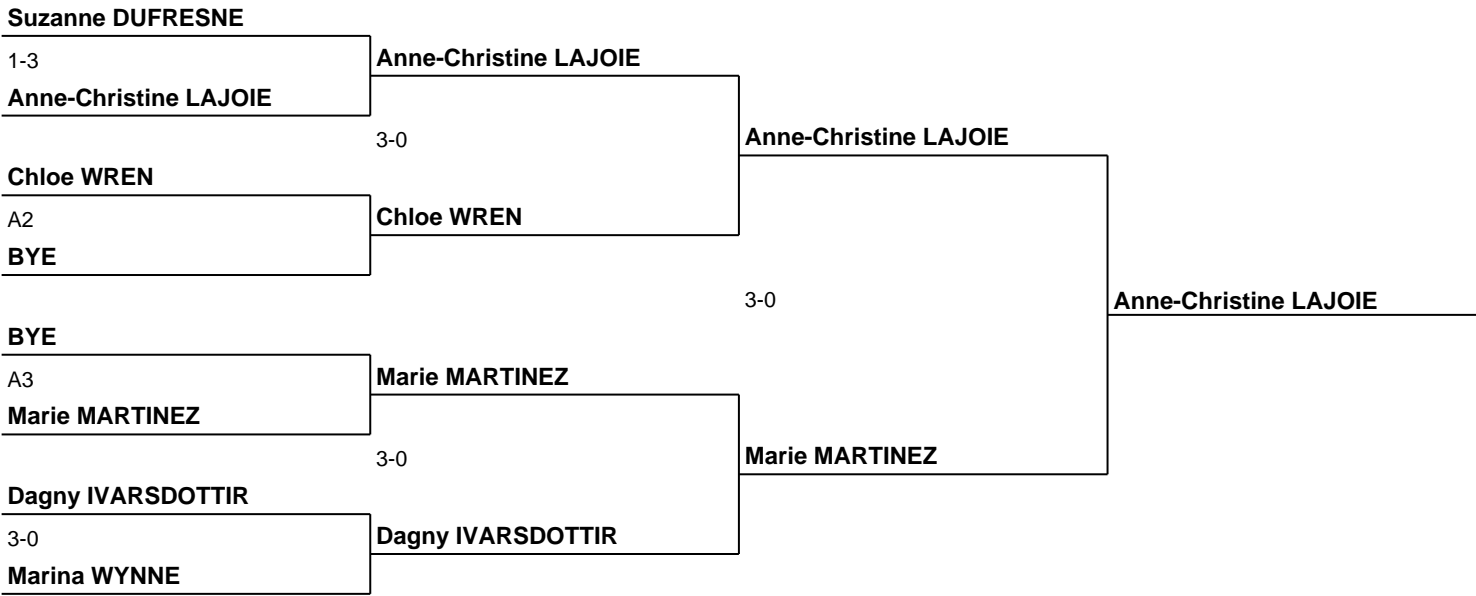 Suzanne DUFRESNE
1-3
Anne-Christine LAJOIE
Anne-Christine LAJOIE
3-0
Anne-Christine LAJOIE
Chloe WREN
A2
Chloe WREN
BYE
3-0
Anne-Christine LAJOIE
BYE
A3
Marie MARTINEZ
Marie MARTINEZ
3-0
Marie MARTINEZ
Dagny IVARSDOTTIR
3-0
Dagny IVARSDOTTIR
Marina WYNNE